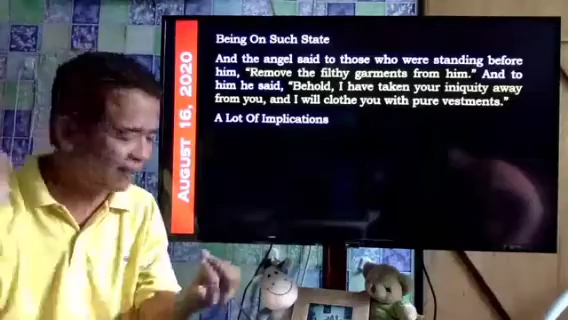 AUGUST 16, 2020
Being On Such State
And the angel said to those who were standing before
him, “Remove the filthy garments from him.” And to
him he said, “Behold, I have taken your iniquity away
from you, and I will clothe you with pure vestments.”
A Lot Of Implications